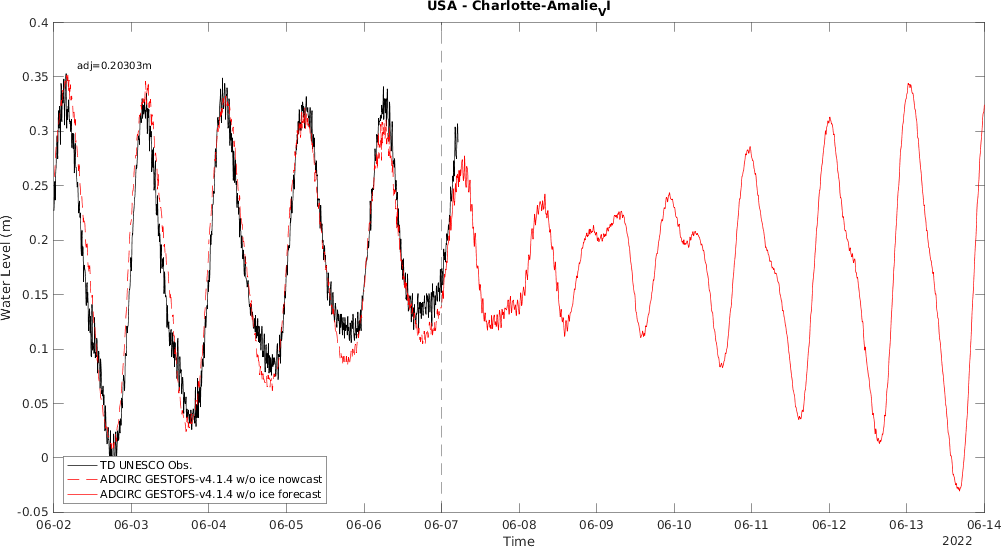 USA - Charlotte-Amalie_VI
adj=0.20303m
0.4
0.35
0.3
0.25
0.2
0.15
0.1
0.05
0
-0.05
Water Level (m)
TD UNESCO Obs.
ADCIRC GESTOFS-v4.1.4 w/o ice nowcast
ADCIRC GESTOFS-v4.1.4 w/o ice forecast
06-02 06-03 06-04 06-05 06-06 06-07 06-08 06-09 06-10 06-11 06-12 06-13 06-14
Time
2022